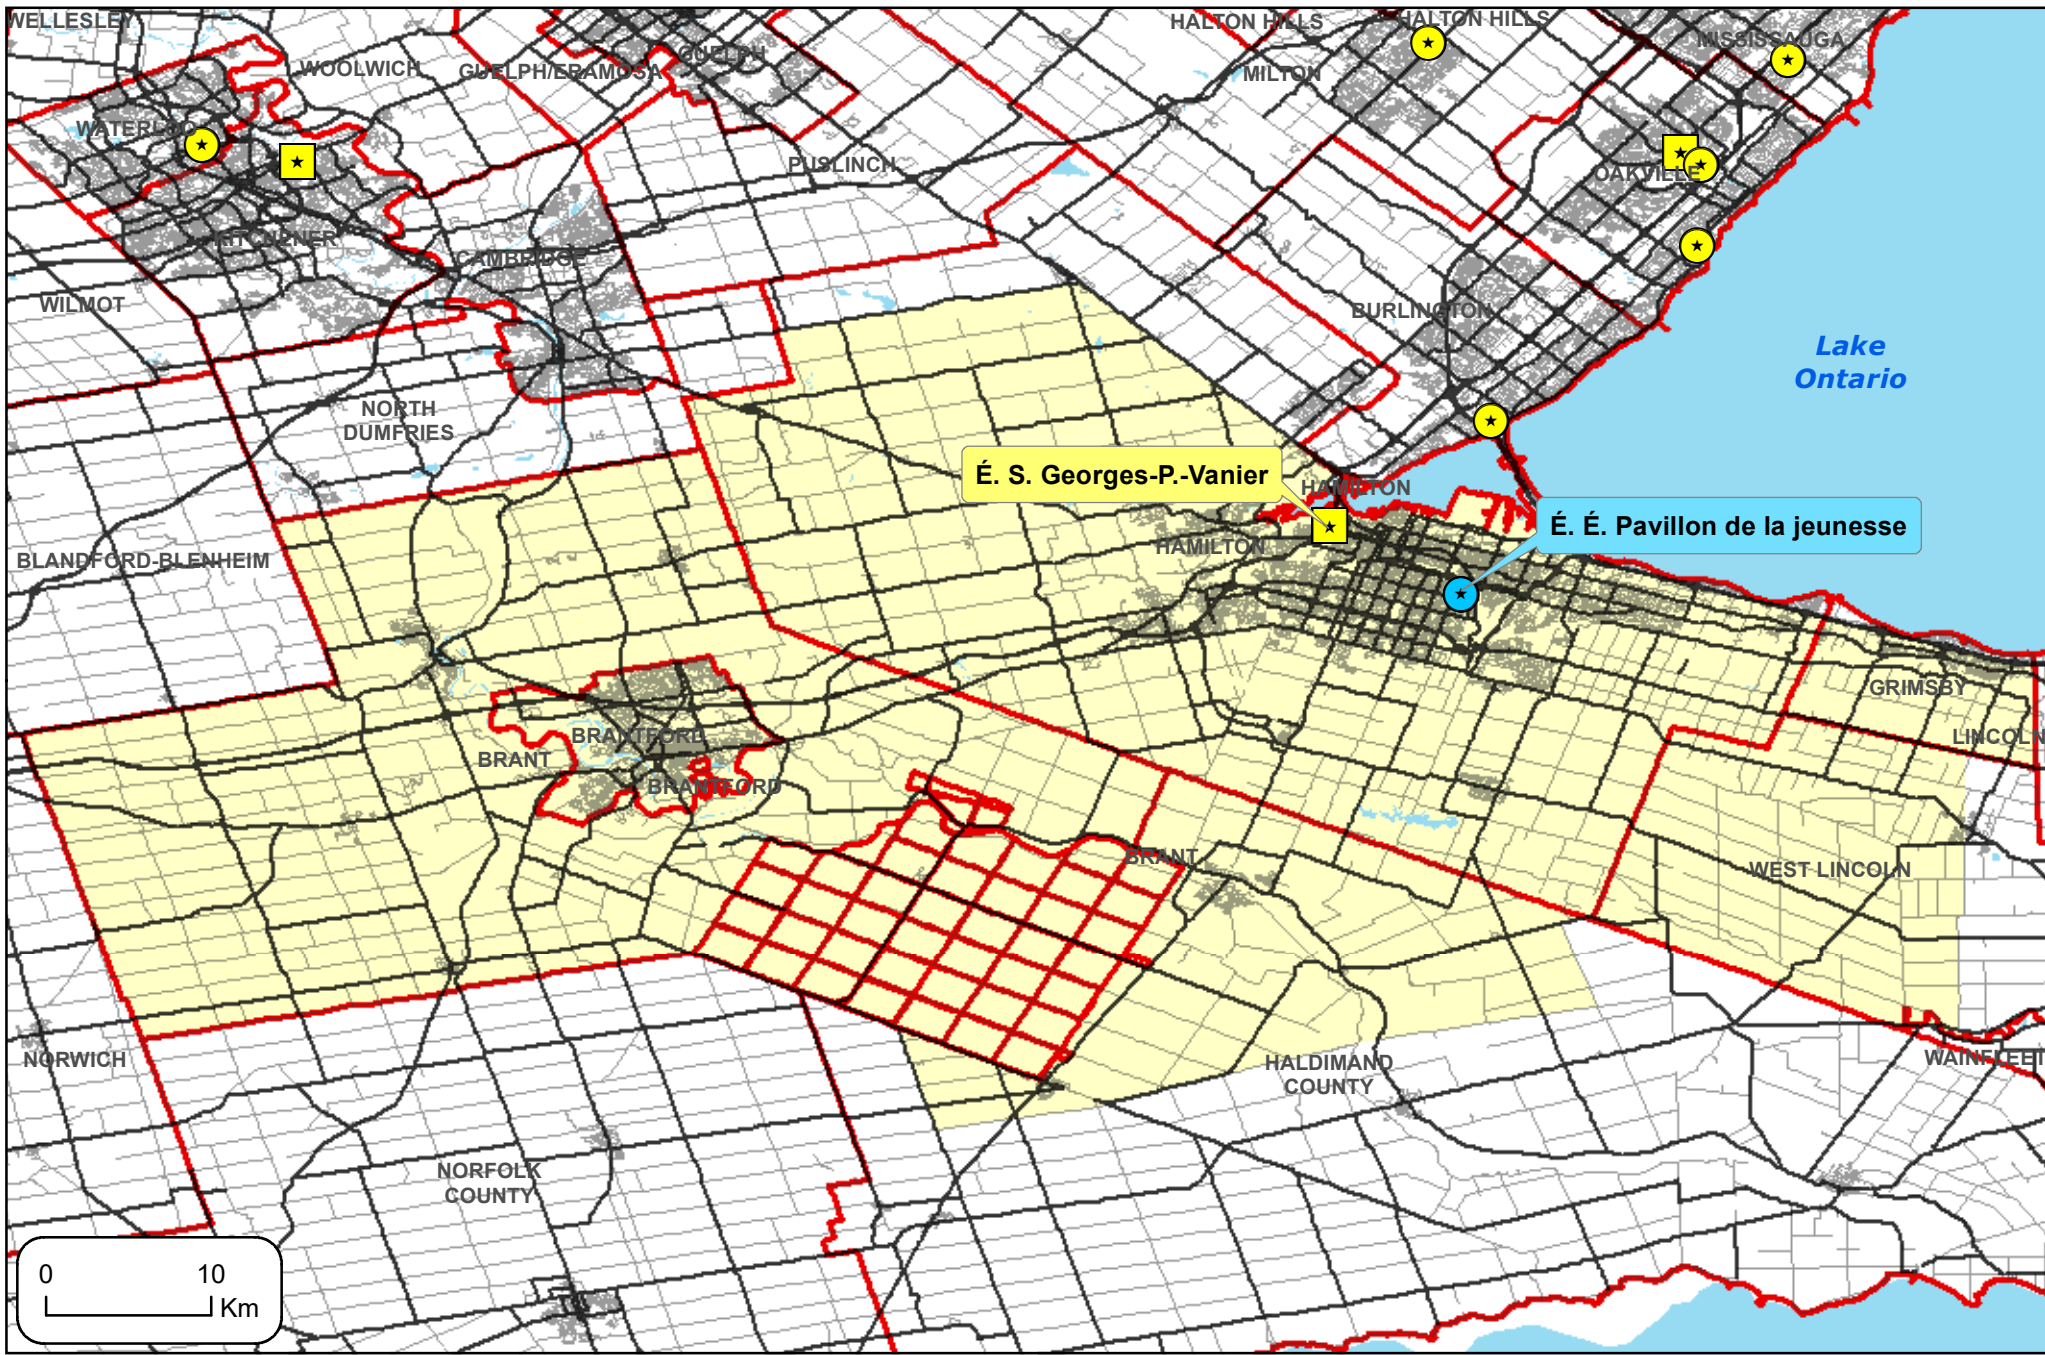 WELLESLEY
HALTON HILLS
HALTON HILLS
MISSISSAUGA
GUELPH
WOOLWICH
GUELPH/ERAMOSA
MILTON
WATERLOO
PUSLINCH
OAKVILLE
KITCHENER
CAMBRIDGE
WILMOT
BURLINGTON
Lake
Ontario
NORTH
DUMFRIES
É. S. Georges-P.-Vanier
HAMILTON
É. É. Pavillon de la jeunesse
HAMILTON
BLANDFORD-BLENHEIM
GRIMSBY
BRANTFORD
LINCOLN
BRANT
BRANTFORD
BRANT
WEST LINCOLN
NORWICH
HALDIMAND
COUNTY
WAINFLEET
NORFOLK
COUNTY
0 10
Km